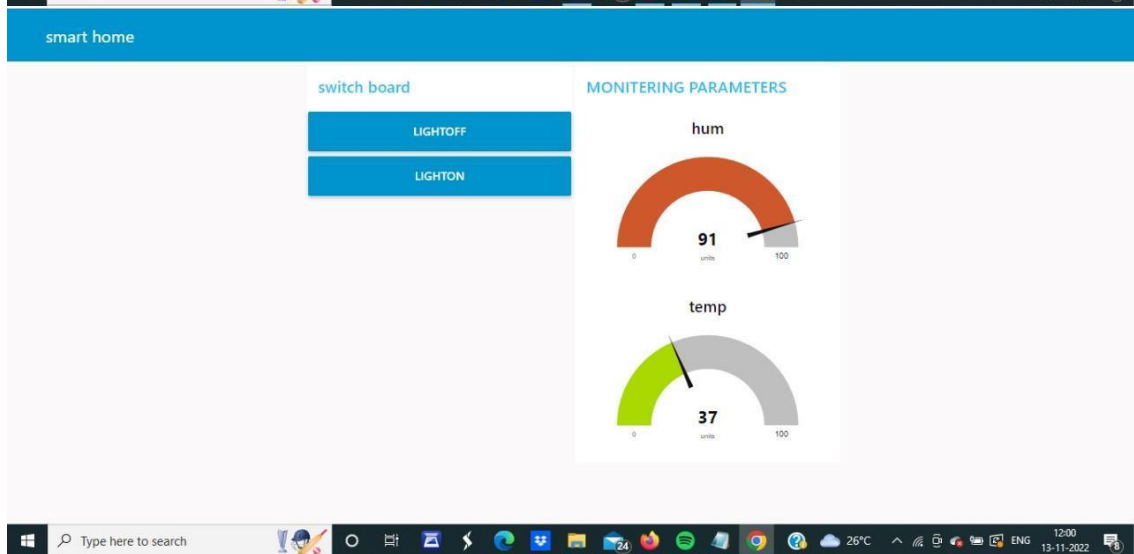 smart home
switch board
LIGHTOFF
LIGHTON
MONITERING PARAMETERS
hum
91
units
0
100
temp
37
units
0
100
Type here to search
24
26°C
ENG
12:00
13-11-2022
8